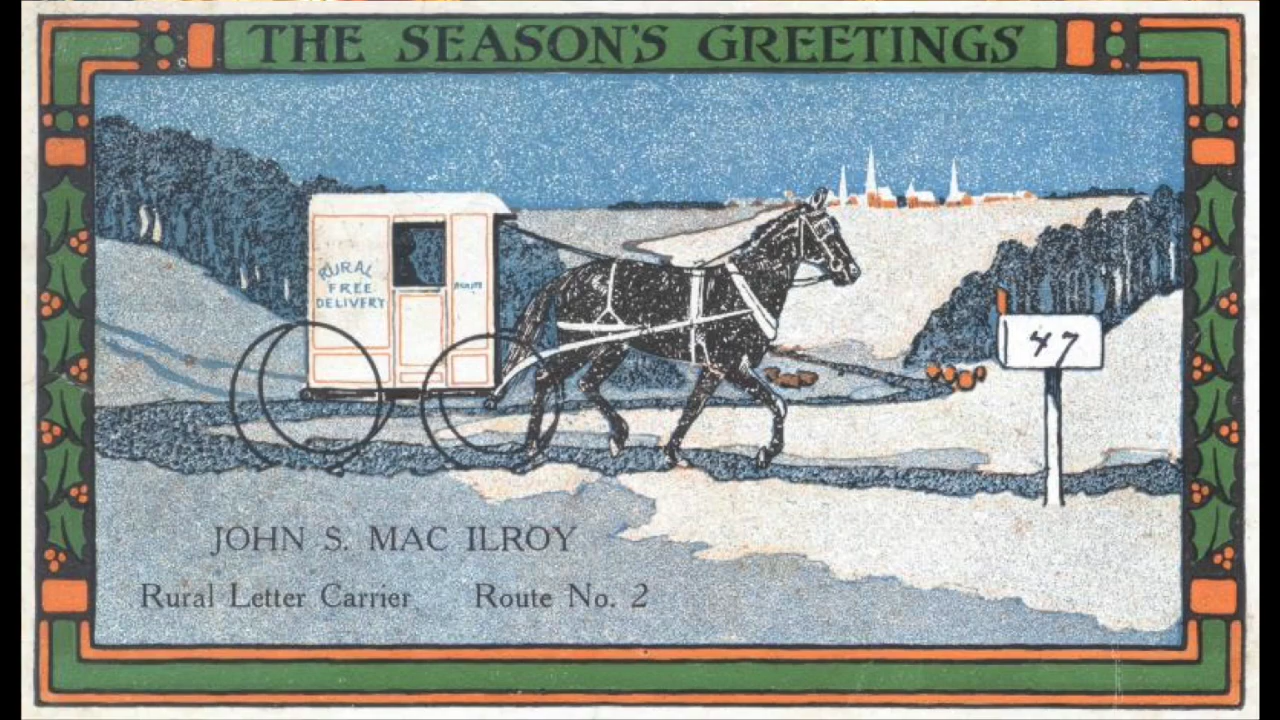 THE SEASON'S GREETINGS
RURAL
FREE
DELIVERY
47
JOHN S. MAC ILROY
Rural Letter Carrier Route No. 2